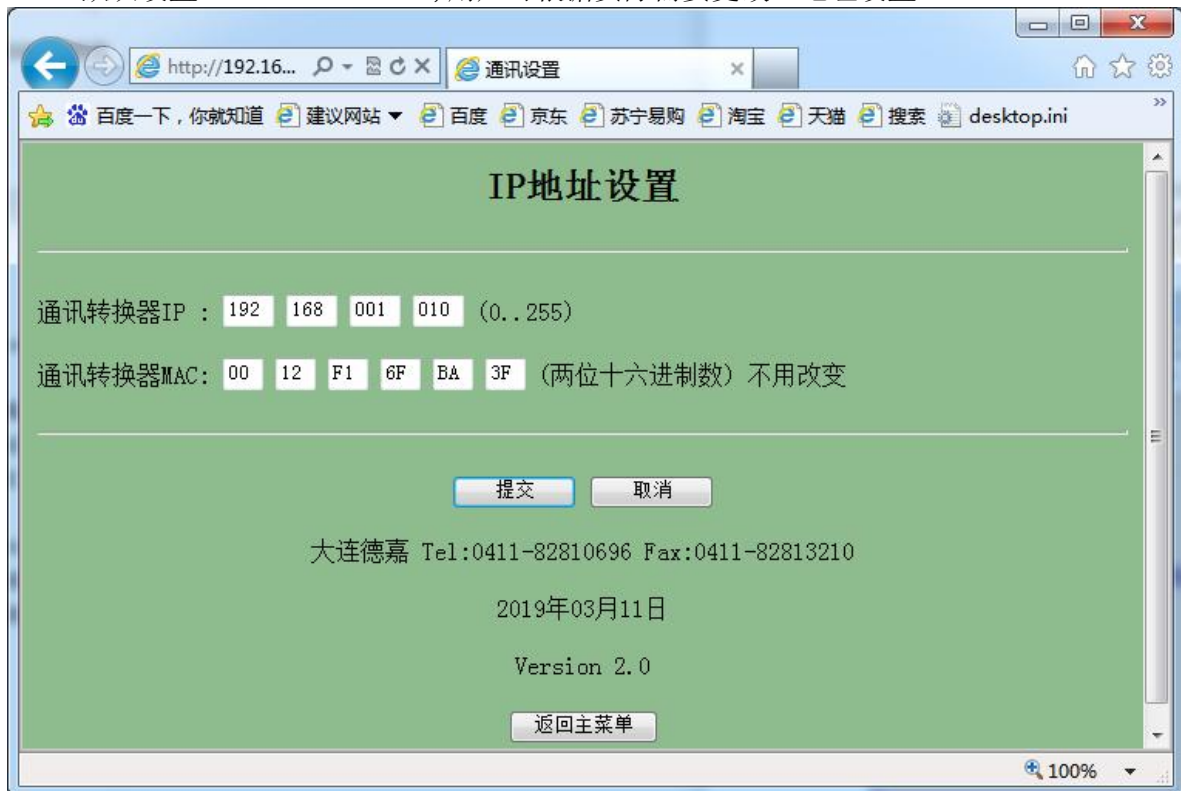 http://192.16... 通讯设置
百度一下，你就知道 建议网站 百度 京东 苏宁易购 淘宝 天猫 搜索 desktop.ini
IP地址设置
通讯转换器IP : 192 168 001 010 (0..255)
通讯转换器MAC: 00 12 F1 6F BA 3F (两位十六进制数) 不用改变
提交 取消
大连德嘉 Tel:0411-82810696 Fax:0411-82813210
2019年03月11日
Version 2.0
返回主菜单
100%